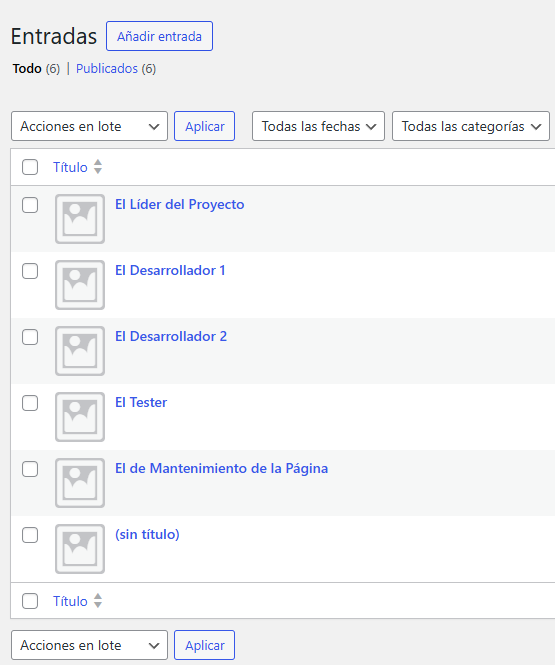 Entradas Añadir entrada
Todo (6) | Publicados (6)
Acciones en lote Aplicar Todas las fechas Todas las categorías
Título
El Líder del Proyecto
El Desarrollador 1
El Desarrollador 2
El Tester
El de Mantenimiento de la Página
(sin título)
Título
Acciones en lote Aplicar